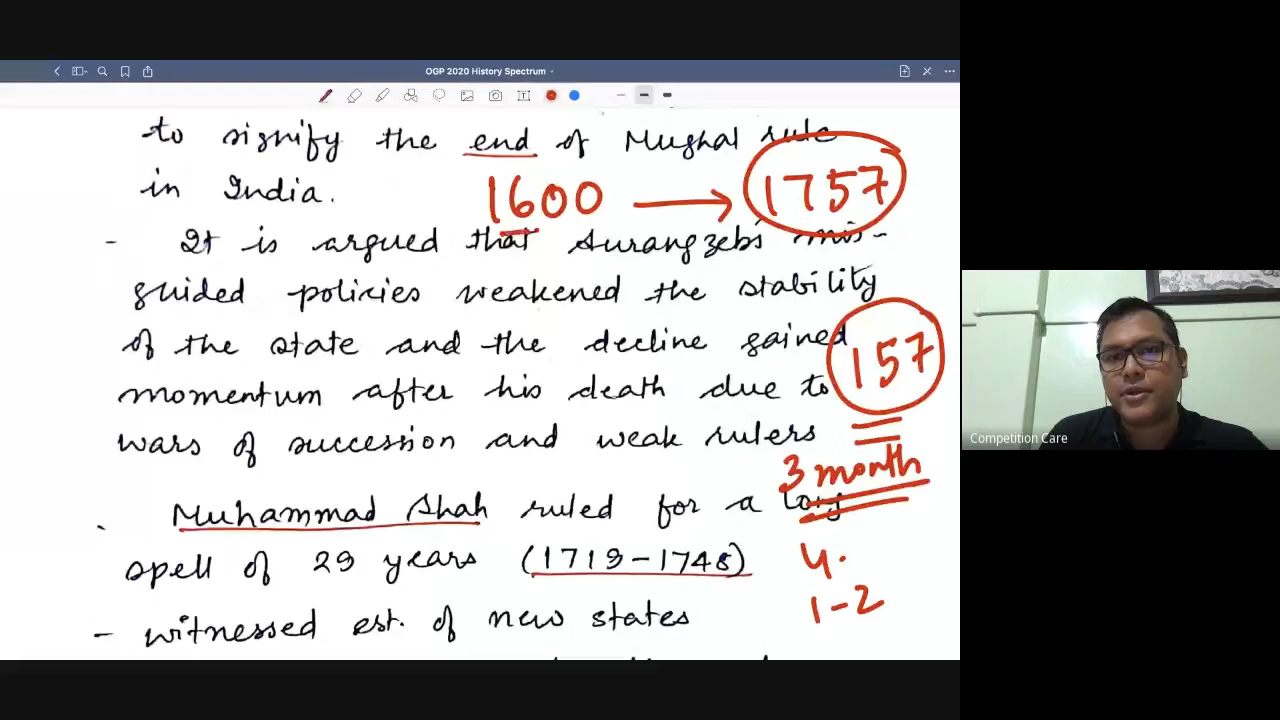 OGP 2020 History Spectrum
to signify the end of Mughal rule
in India.
1600 → 1757
- It is argued that Aurangzeb's mis-
guided policies weakened the stability
of the state and the decline gained
157
momentum after his death due to
wars of succession and weak rulers
3 month
- Muhammad Shah ruled for a long
spell of 29 years (1719-1748)
4.
1-2
- witnessed est. of new states
Competition Care